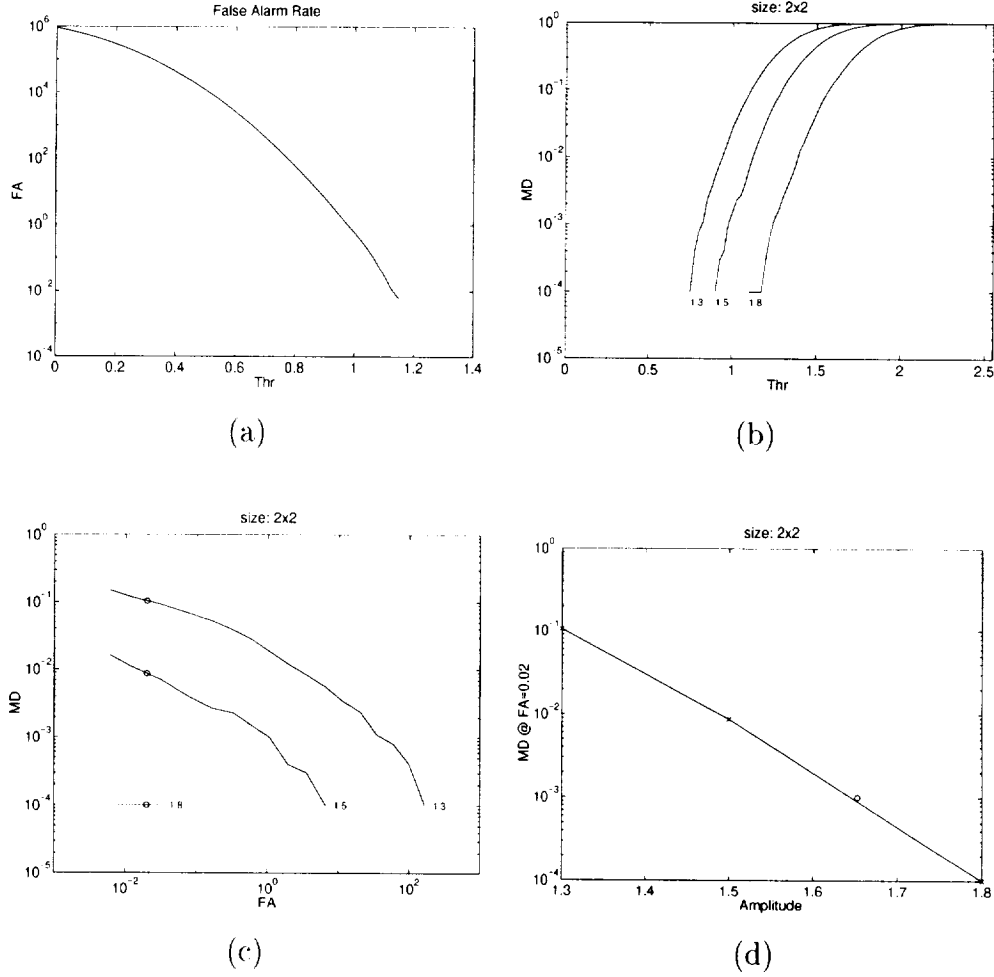 False Alarm Rate
10^6
10^4
10^2
10^0
10^-2
10^-4
FA
0 0.2 0.4 0.6 0.8 1 1.2 1.4
Thr
(a)
size: 2x2
10^0
10^-1
10^-2
10^-3
10^-4
10^-5
MD
1.3 1.5 1.8
0 0.5 1 1.5 2 2.5
Thr
(b)
size: 2x2
10^0
10^-1
10^-2
10^-3
10^-4
10^-5
MD
1.8 1.5 1.3
10^-2 10^0 10^2
FA
(c)
size: 2x2
10^0
10^-1
10^-2
10^-3
10^-4
MD @ FA=0.02
1.3 1.4 1.5 1.6 1.7 1.8
Amplitude
(d)